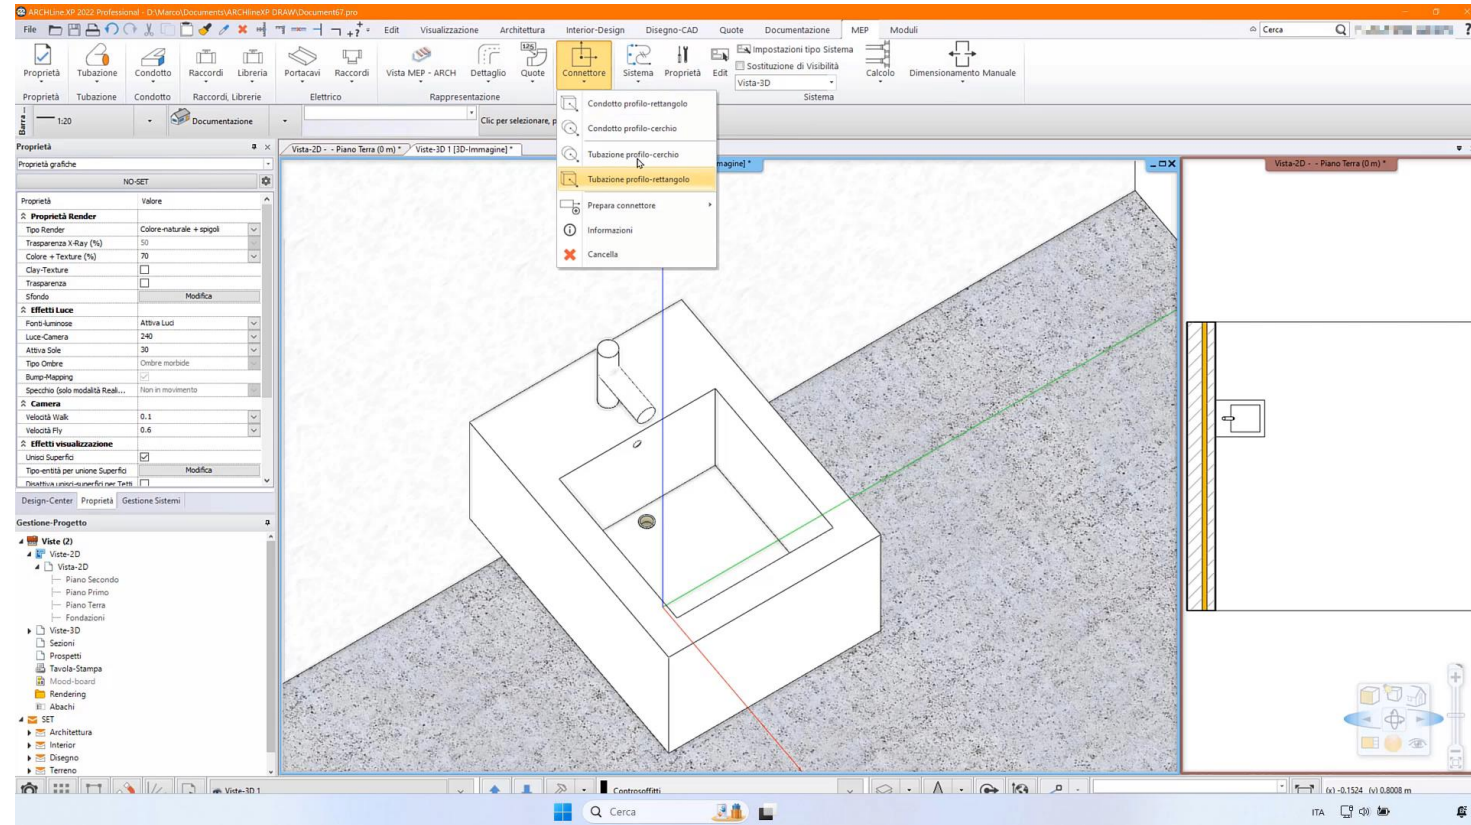 ARCHLine.XP 2022 Professional - D:\Marco\Documents\ARCHlineXP DRAW\Document67.pro
File
Edit Visualizzazione Architettura Interior-Design Disegno-CAD Quote Documentazione MEP Moduli
Cerca
Proprietà Tubazione Condotto Raccordi Libreria Portacavi Raccordi Vista MEP - ARCH Dettaglio Quote Connettore Sistema Proprietà Edit
125
Impostazioni tipo Sistema
Sostituzione di Visibilità
Vista-3D
Calcolo Dimensionamento Manuale
Proprietà Tubazione Condotto Raccordi, Librerie Elettrico Rappresentazione Sistema
Barra...
1:20
Documentazione
Clic per selezionare, p
Condotto profilo-rettangolo
Condotto profilo-cerchio
Tubazione profilo-cerchio
Tubazione profilo-rettangolo
Prepara connettore
Informazioni
Cancella
Vista-2D - - Piano Terra (0 m) *
Viste-3D 1 [3D-Immagine] *
magine] *
Vista-2D - - Piano Terra (0 m) *
Proprietà
Proprietà grafiche
NO-SET
Proprietà Valore
Proprietà Render
Tipo Render Colore-naturale + spigoli
Trasparenza X-Ray (%) 50
Colore + Texture (%) 70
Clay-Texture
Trasparenza
Sfondo Modifica
Effetti Luce
Fonti-luminose Attiva Luci
Luce-Camera 240
Attiva Sole 30
Tipo Ombre Ombre morbide
Bump-Mapping
Specchio (solo modalità Reali... Non in movimento
Camera
Velocità Walk 0.1
Velocità Fly 0.6
Effetti visualizzazione
Unisci Superfici
Tipo-entità per unione Superfici Modifica
Disattiva unisci-superfici per Tetti
Design-Center Proprietà Gestione Sistemi
Gestione-Progetto
Viste (2)
Viste-2D
Vista-2D
Piano Secondo
Piano Primo
Piano Terra
Fondazioni
Viste-3D
Sezioni
Prospetti
Tavola-Stampa
Mood-board
Rendering
Abachi
SET
Architettura
Interior
Disegno
Terreno
Viste-3D 1
Controsoffitti
(x) -0.1524 (y) 0.8008 m
Cerca
ITA